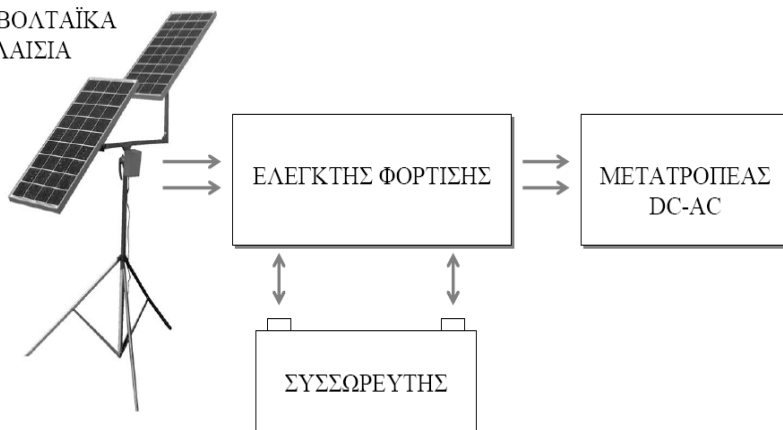 ΒΟΛΤΑΪΚΑ
ΛΑΙΣΙΑ
ΕΛΕΓΚΤΗΣ ΦΟΡΤΙΣΗΣ
ΜΕΤΑΤΡΟΠΕΑΣ
DC-AC
ΣΥΣΣΩΡΕΥΤΗΣ